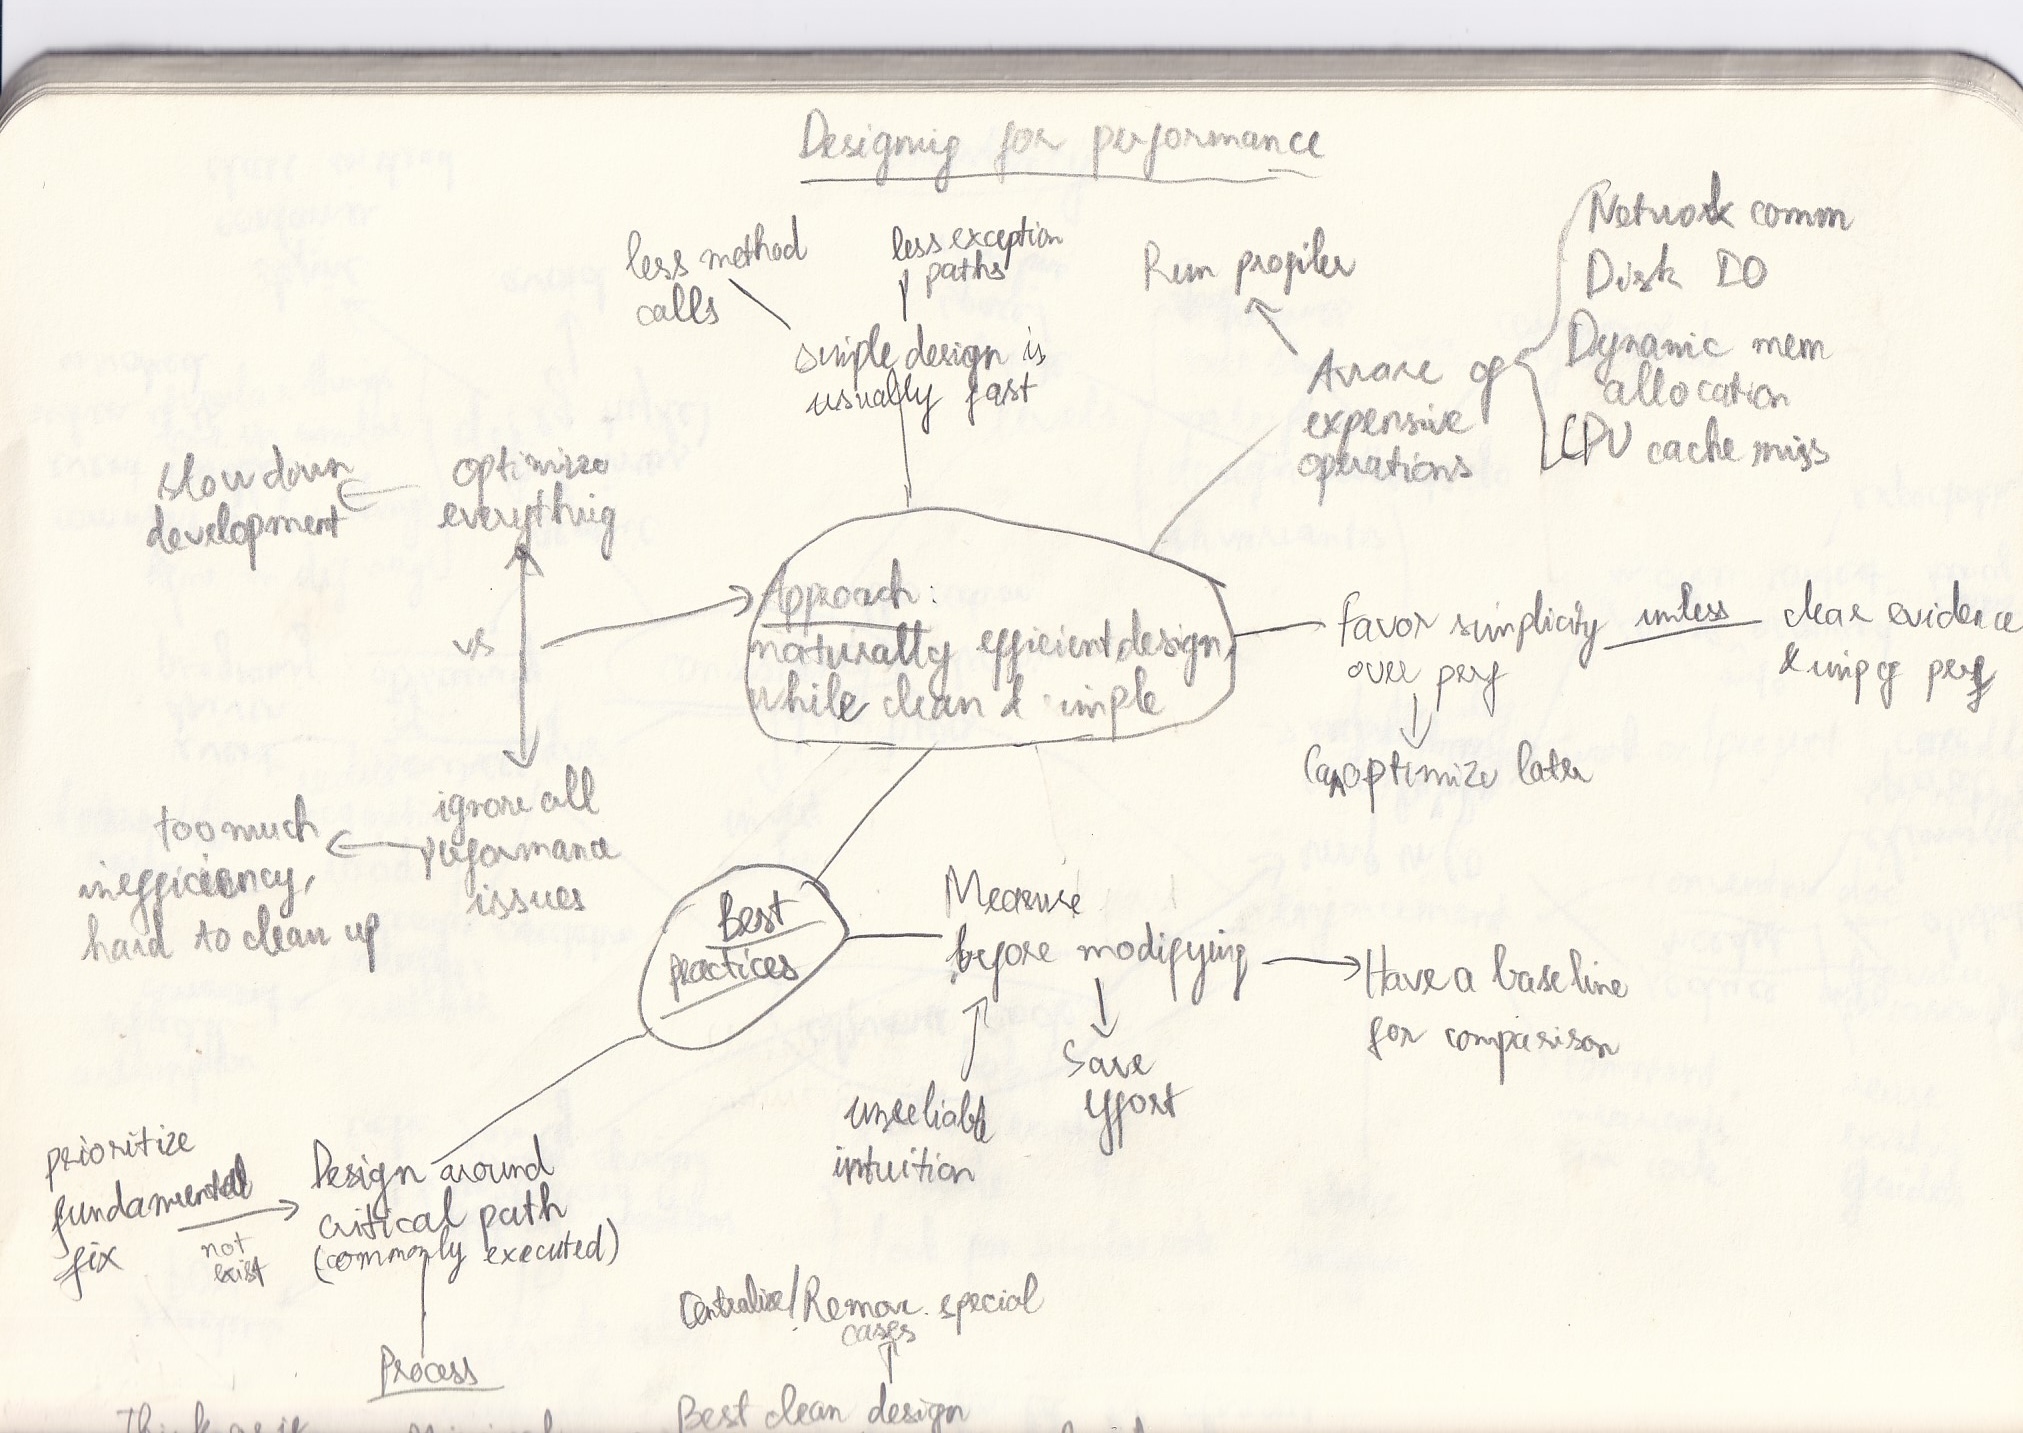 Designing for performance
less method
calls
less exception
paths
simple design is
usually fast
Run profiler
Aware of
expensive
operations
Network comm
Disk IO
Dynamic mem
allocation
CPU cache miss
slow down
development
optimize
everything
vs
ignore all
performance
issues
too much
inefficiency,
hard to clean up
Approach:
naturally efficient design,
while clean & simple
Favor simplicity
over perf
unless
clear evidence
& imp of perf
Can optimize later
Best
practices
Measure
before modifying
Have a baseline
for comparison
Save
effort
unreliable
intuition
prioritize
fundamental
fix
not
exist
Design around
critical path
(commonly executed)
Process
Centralize/Remove special
cases
Best clean design